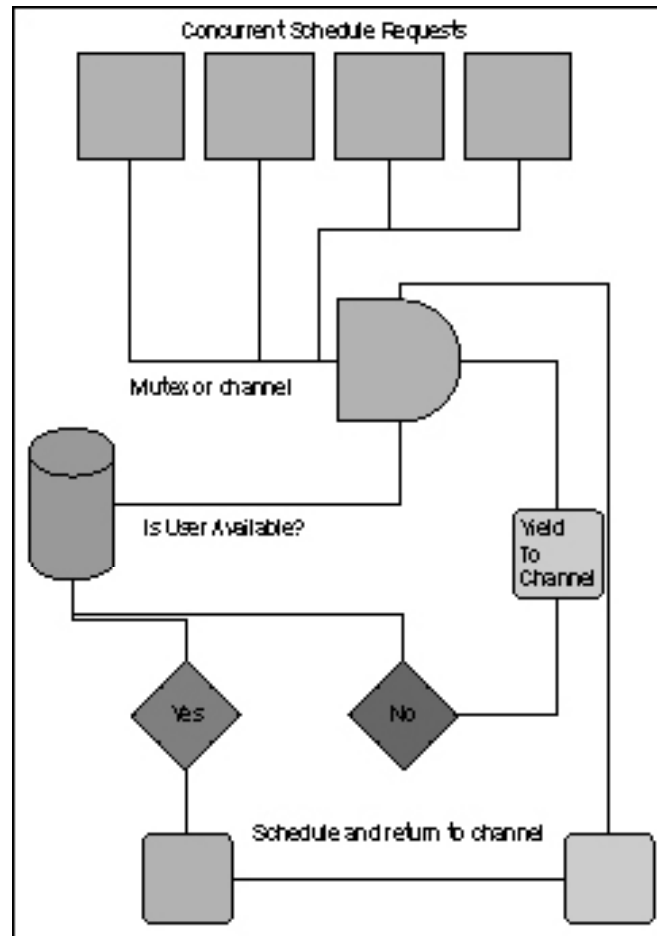 Concurrent Schedule Requests
Mutex or channel
Is User Available?
Yield
To
Channel
Yes
No
Schedule and return to channel